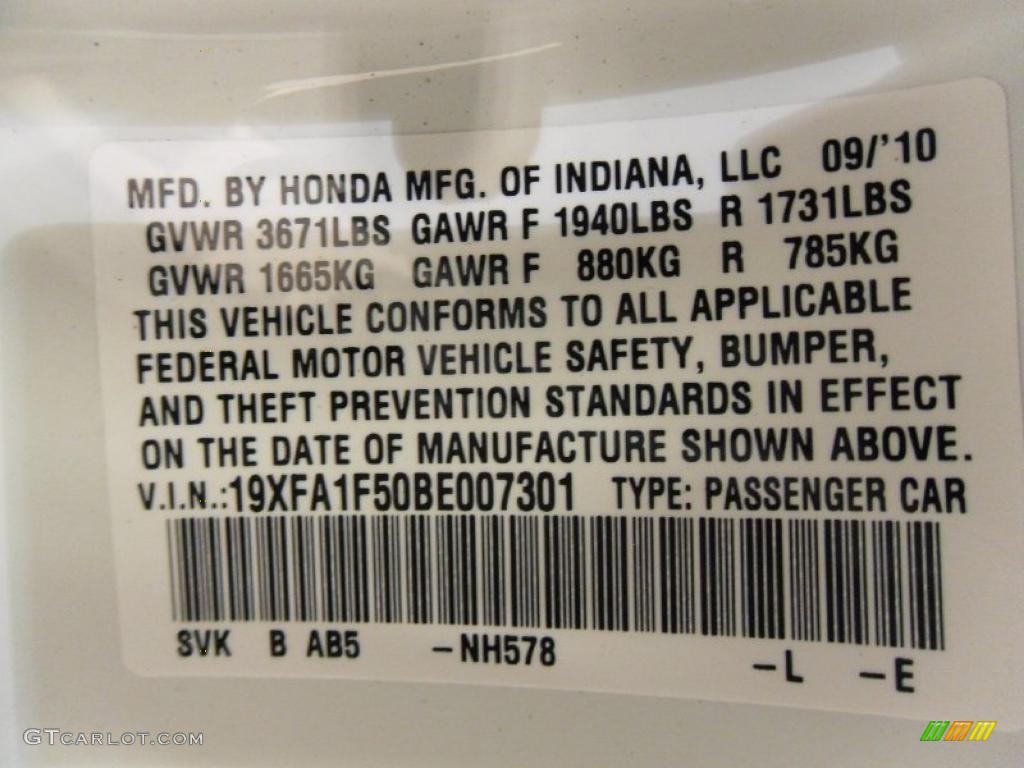 MFD. BY HONDA MFG. OF INDIANA, LLC 09/'10
GVWR 3671LBS GAWR F 1940LBS R 1731LBS
GVWR 1665KG GAWR F 880KG R 785KG
THIS VEHICLE CONFORMS TO ALL APPLICABLE
FEDERAL MOTOR VEHICLE SAFETY, BUMPER,
AND THEFT PREVENTION STANDARDS IN EFFECT
ON THE DATE OF MANUFACTURE SHOWN ABOVE.
V.I.N.:19XFA1F50BE007301 TYPE: PASSENGER CAR
SVK B AB5 -NH578 -L -E
GTCARLOT.COM